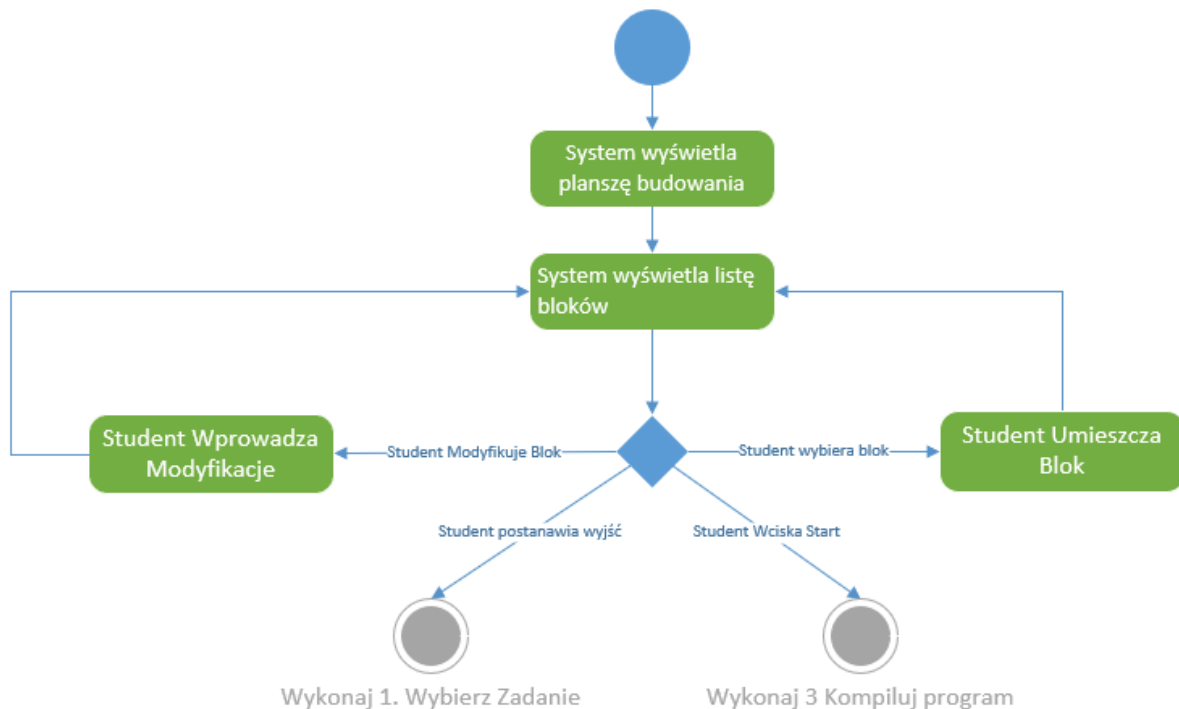 System wyświetla
planszę budowania
System wyświetla listę
bloków
Student Wprowadza
Modyfikacje
Student Modyfikuje Blok
Student wybiera blok
Student Umieszcza
Blok
Student postanawia wyjść
Student Wciska Start
Wykonaj 1. Wybierz Zadanie
Wykonaj 3 Kompiluj program